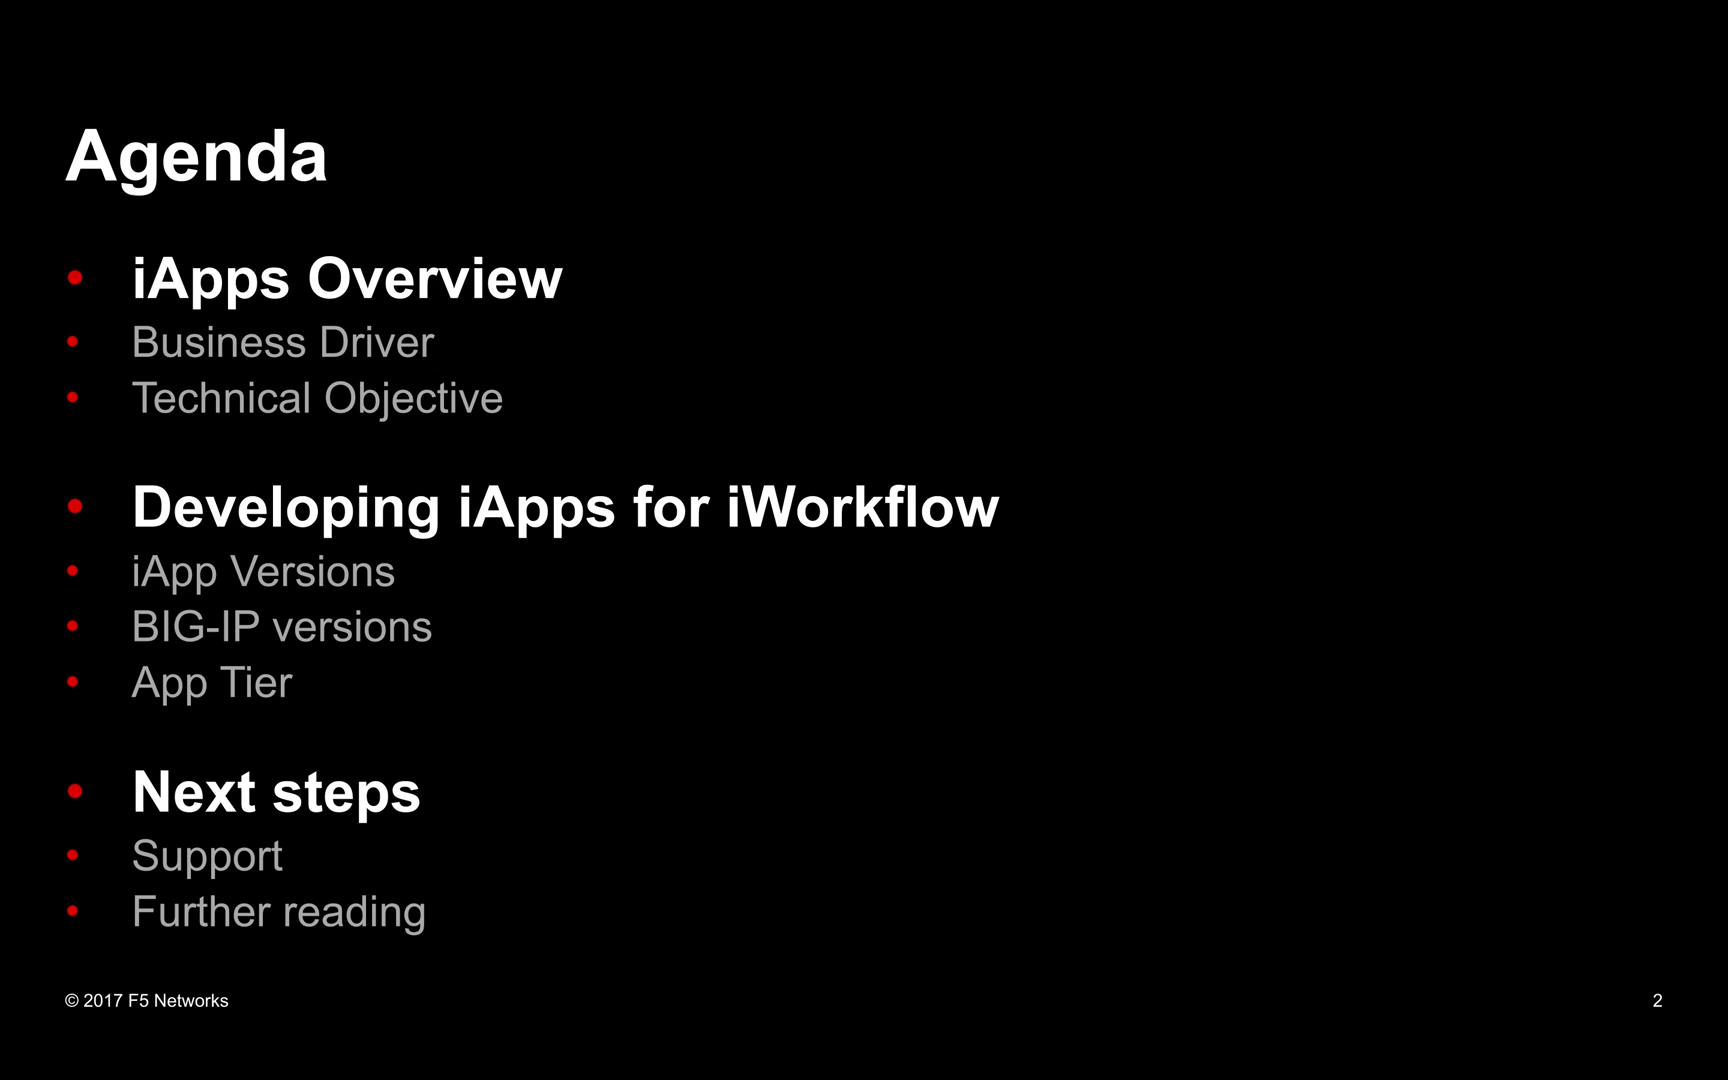 Agenda
• iApps Overview
• Business Driver
• Technical Objective
• Developing iApps for iWorkflow
• iApp Versions
• BIG-IP versions
• App Tier
• Next steps
• Support
• Further reading
© 2017 F5 Networks
2